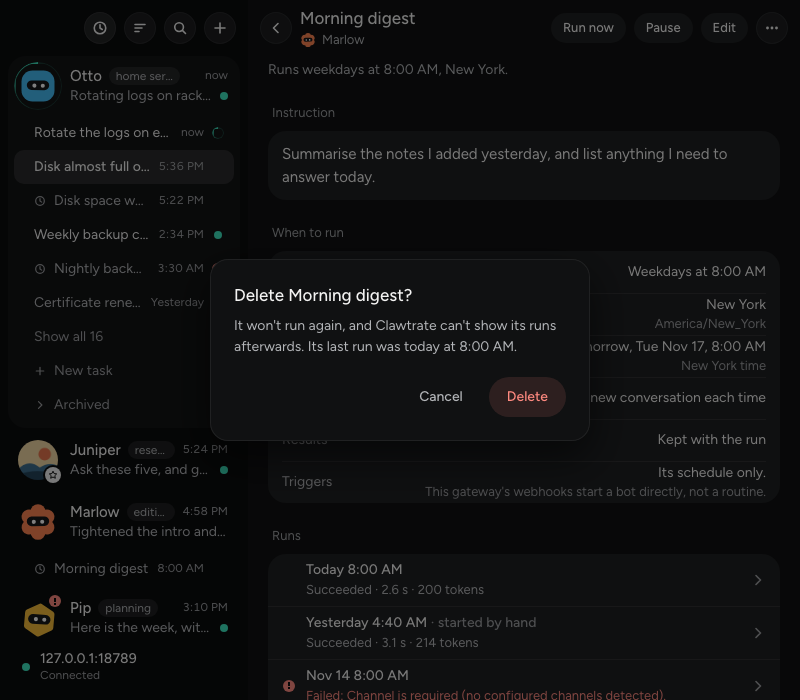 Otto home ser... now
Rotating logs on rack...
Rotate the logs on e... now
Disk almost full o... 5:36 PM
Disk space w... 5:22 PM
Weekly backup c... 2:34 PM
Nightly back... 3:30 AM
Certificate rene... Yesterday
Show all 16
New task
Archived
Juniper rese... 5:24 PM
Ask these five, and g...
Marlow editi... 4:58 PM
Tightened the intro and...
Morning digest 8:00 AM
Pip planning 3:10 PM
Here is the week, wit...
127.0.0.1:18789
Connected
Morning digest
Marlow
Run now Pause Edit
Runs weekdays at 8:00 AM, New York.
Instruction
Summarise the notes I added yesterday, and list anything I need to
answer today.
When to run
Weekdays at 8:00 AM
New York
America/New_York
Tue Nov 17, 8:00 AM
New York time
new conversation each time
Results Kept with the run
Triggers Its schedule only.
This gateway's webhooks start a bot directly, not a routine.
Runs
Today 8:00 AM
Succeeded · 2.6 s · 200 tokens
Yesterday 4:40 AM · started by hand
Succeeded · 3.1 s · 214 tokens
Nov 14 8:00 AM
Failed: Channel is required (no configured channels detected).
Delete Morning digest?
It won't run again, and Clawtrate can't show its runs
afterwards. Its last run was today at 8:00 AM.
Cancel Delete